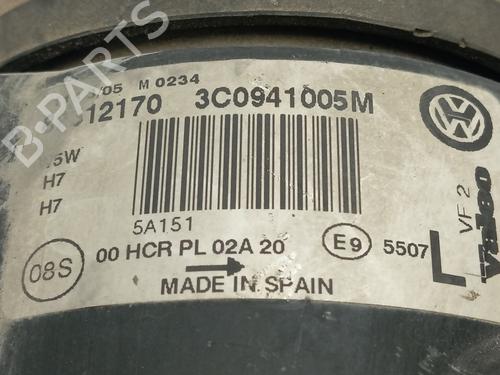 /05 M 0234
12170 3C0941005M
5W
H7
H7
5A151
VF 2
Valeo
L
08S
00 HCR PL 02A 20
E9 5507
MADE IN SPAIN
B-PARTS